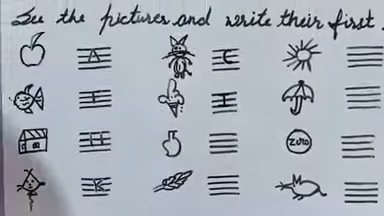 See the pictures and write their first
A C
F I
H zero
K